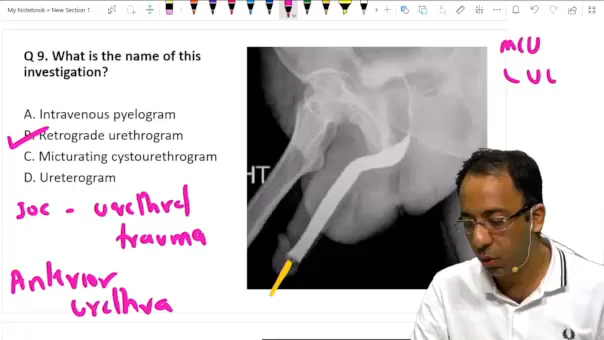 My Notebook > New Section 1
Q 9. What is the name of this
investigation?
A. Intravenous pyelogram
B. Retrograde urethrogram
C. Micturating cystourethrogram
D. Ureterogram
IOC - urethral
trauma
Anterior
urethra
HT
MCU